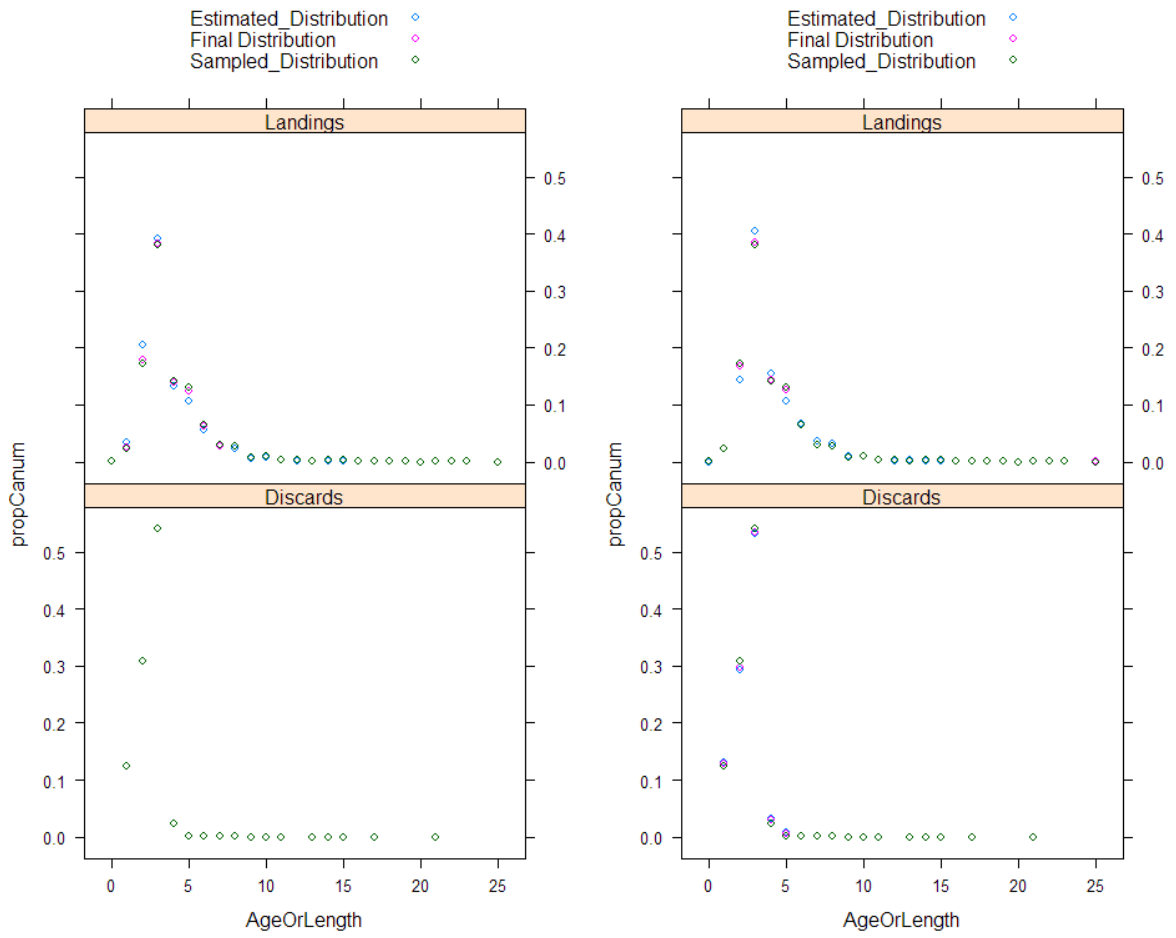 Estimated_Distribution
Final Distribution
Sampled_Distribution
Landings
0.5
0.4
0.3
0.2
0.1
0.0
Discards
0.5
0.4
0.3
0.2
0.1
0.0
propCanum
0 5 10 15 20 25
AgeOrLength
Estimated_Distribution
Final Distribution
Sampled_Distribution
Landings
0.5
0.4
0.3
0.2
0.1
0.0
Discards
0.5
0.4
0.3
0.2
0.1
0.0
propCanum
0 5 10 15 20 25
AgeOrLength